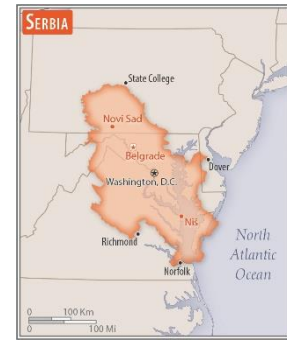 SERBIA
State College
Novi Sad
Belgrade
Washington, D.C.
Dover
Niš
Richmond
Norfolk
North
Atlantic
Ocean
0 100 Km
0 100 Mi